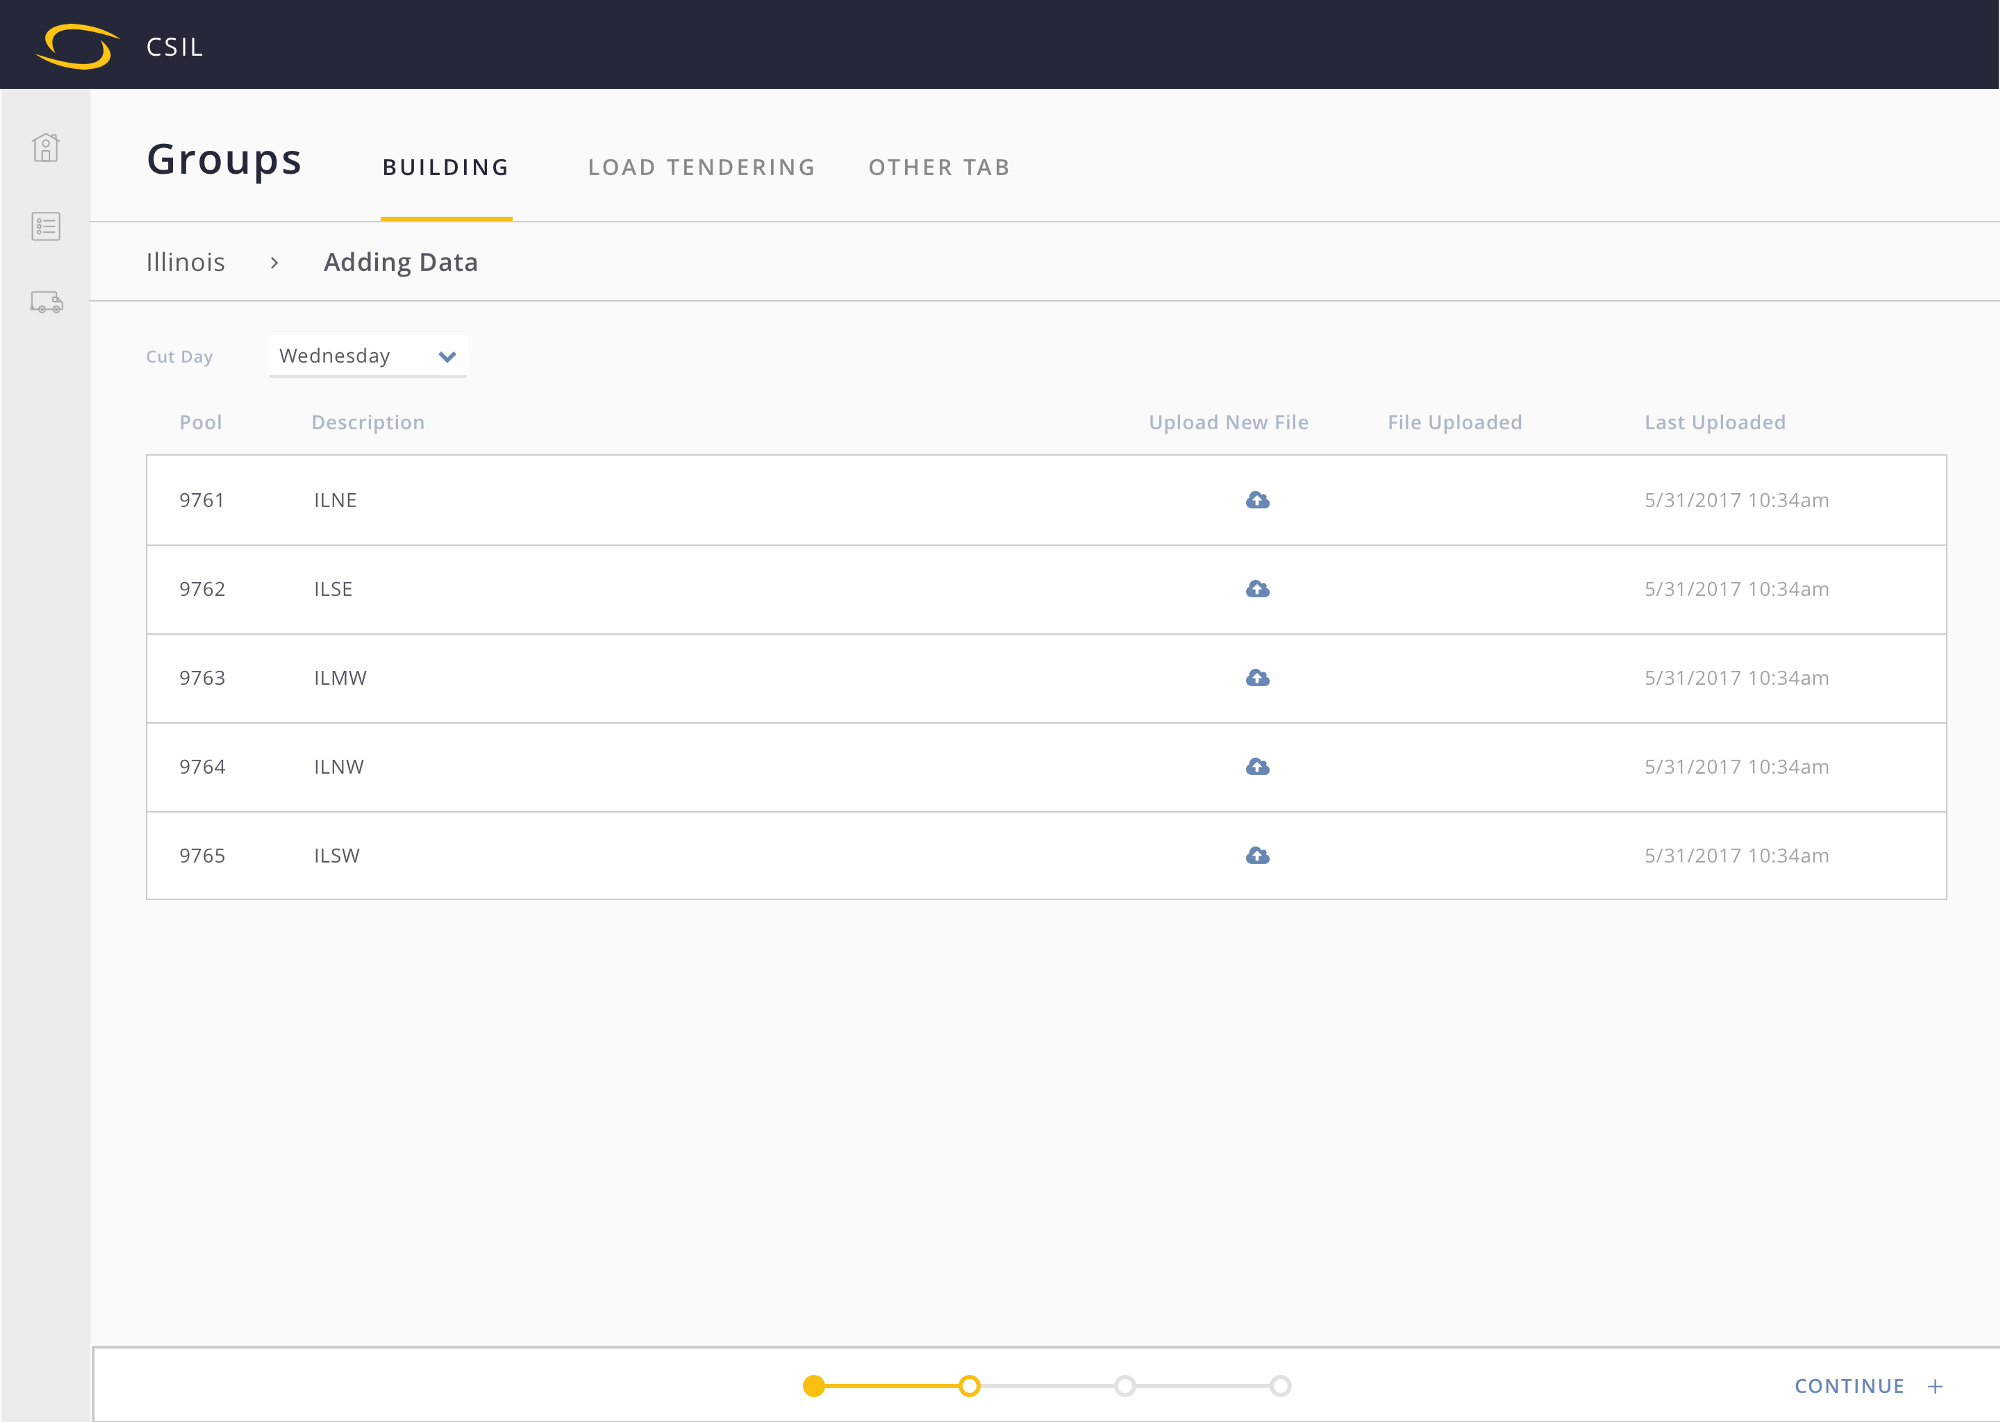 CSIL
Groups BUILDING LOAD TENDERING OTHER TAB
Illinois > Adding Data
Cut Day Wednesday
Pool Description Upload New File File Uploaded Last Uploaded
9761 ILNE 5/31/2017 10:34am
9762 ILSE 5/31/2017 10:34am
9763 ILMW 5/31/2017 10:34am
9764 ILNW 5/31/2017 10:34am
9765 ILSW 5/31/2017 10:34am
CONTINUE +